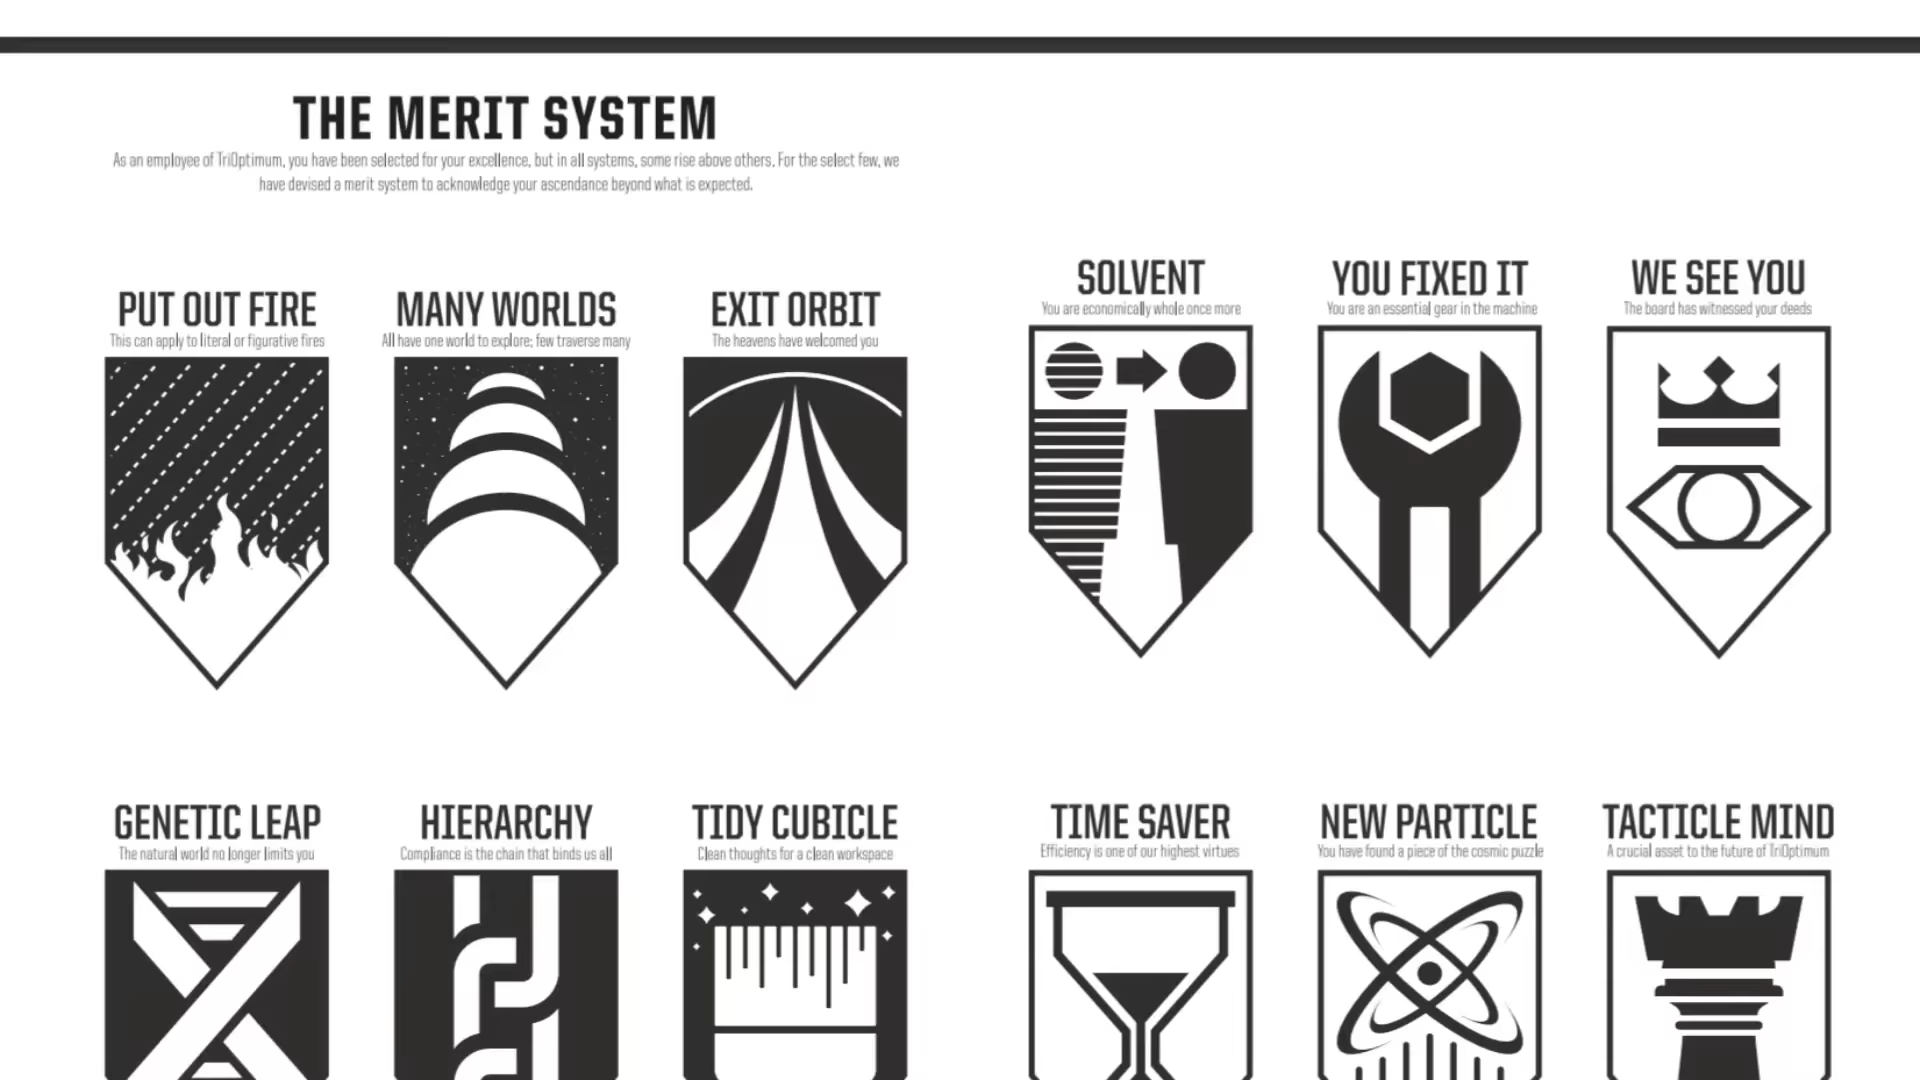 THE MERIT SYSTEM
As an employee of TriOptimum, you have been selected for your excellence, but in all systems, some rise above others. For the select few, we
have devised a merit system to acknowledge your ascendance beyond what is expected.
PUT OUT FIRE
This can apply to literal or figurative fires
MANY WORLDS
All have one world to explore; few traverse many
EXIT ORBIT
The heavens have welcomed you
SOLVENT
You are economically whole once more
YOU FIXED IT
You are an essential gear in the machine
WE SEE YOU
The board has witnessed your deeds
GENETIC LEAP
The natural world no longer limits you
HIERARCHY
Compliance is the chain that binds us all
TIDY CUBICLE
Clean thoughts for a clean workspace
TIME SAVER
Efficiency is one of our highest virtues
NEW PARTICLE
You have found a piece of the cosmic puzzle
TACTICLE MIND
A crucial asset to the future of TriOptimum